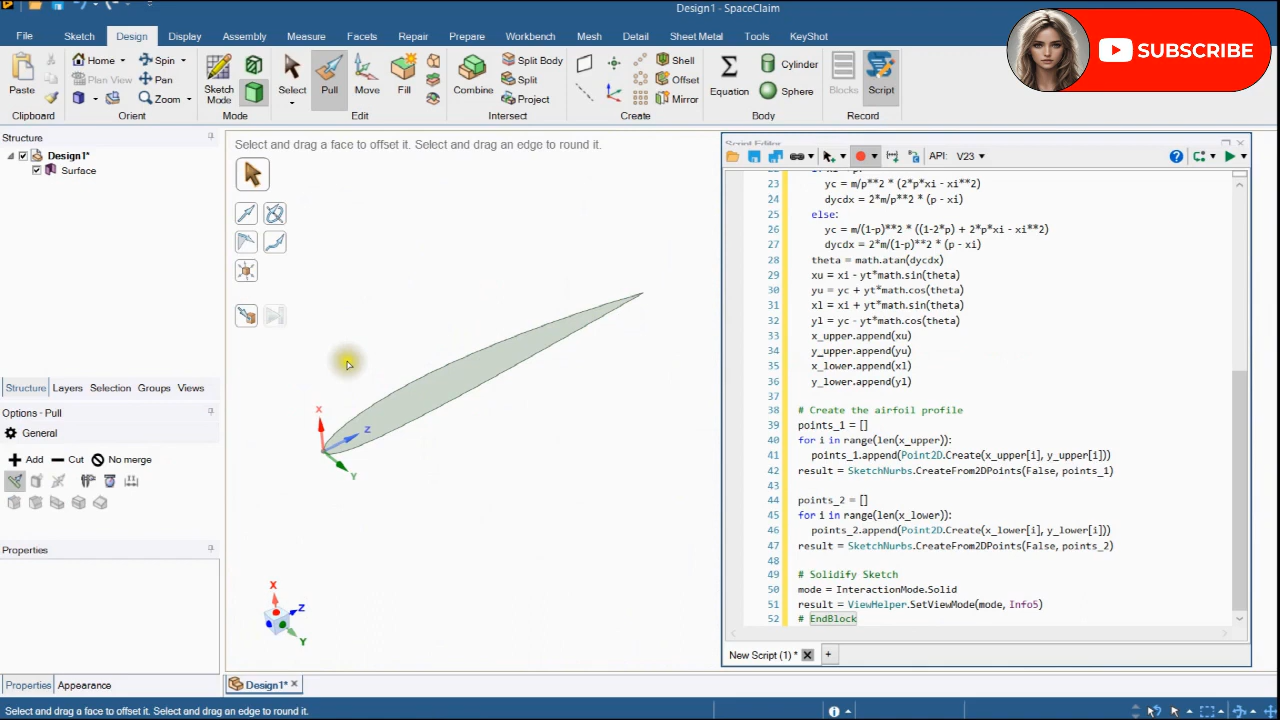 Design1 - SpaceClaim
File Sketch Design Display Assembly Measure Facets Repair Prepare Workbench Mesh Detail Sheet Metal Tools KeyShot
SUBSCRIBE
Home
Spin
Plan View
Pan
Zoom
Paste
Sketch
Mode
Select
Pull
Move
Fill
Combine
Split Body
Split
Project
Shell
Offset
Mirror
Equation
Cylinder
Sphere
Blocks
Script
Clipboard Orient Mode Edit Intersect Create Body Record
Structure
Design1*
Surface
Structure Layers Selection Groups Views
Options - Pull
General
Add Cut No merge
Properties
Properties Appearance
Select and drag a face to offset it. Select and drag an edge to round it.
X
Z
Y
X
Z
Y
Design1*
Script Editor
API: V23
23 yc = m/p**2 * (2*p*xi - xi**2)
24 dycdx = 2*m/p**2 * (p - xi)
25 else:
26 yc = m/(1-p)**2 * ((1-2*p) + 2*p*xi - xi**2)
27 dycdx = 2*m/(1-p)**2 * (p - xi)
28 theta = math.atan(dycdx)
29 xu = xi - yt*math.sin(theta)
30 yu = yc + yt*math.cos(theta)
31 xl = xi + yt*math.sin(theta)
32 yl = yc - yt*math.cos(theta)
33 x_upper.append(xu)
34 y_upper.append(yu)
35 x_lower.append(xl)
36 y_lower.append(yl)
37
38 # Create the airfoil profile
39 points_1 = []
40 for i in range(len(x_upper)):
41 points_1.append(Point2D.Create(x_upper[i], y_upper[i]))
42 result = SketchNurbs.CreateFrom2DPoints(False, points_1)
43
44 points_2 = []
45 for i in range(len(x_lower)):
46 points_2.append(Point2D.Create(x_lower[i], y_lower[i]))
47 result = SketchNurbs.CreateFrom2DPoints(False, points_2)
48
49 # Solidify Sketch
50 mode = InteractionMode.Solid
51 result = ViewHelper.SetViewMode(mode, Info5)
52 # EndBlock
New Script (1) *
Select and drag a face to offset it. Select and drag an edge to round it.